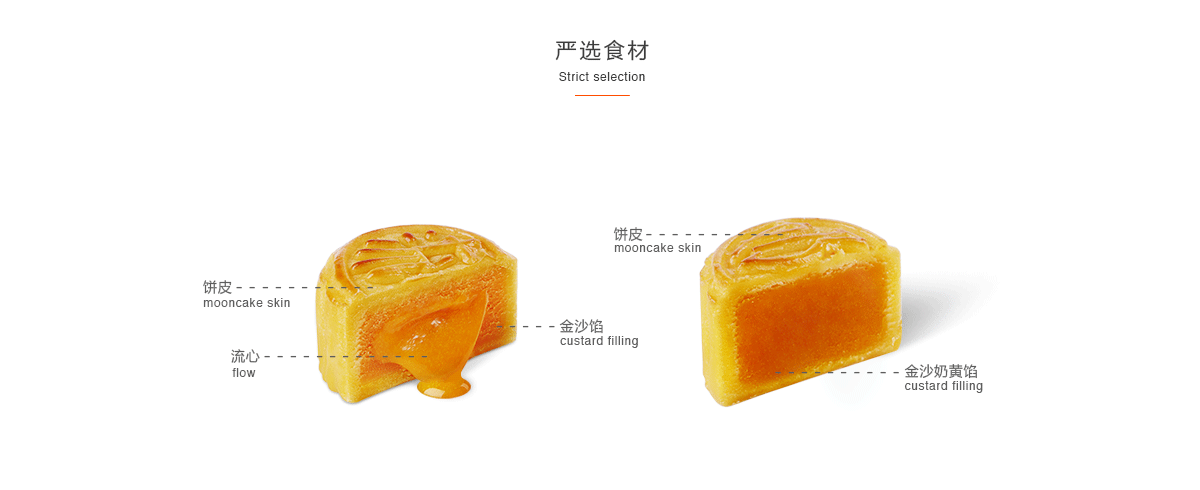 严选食材
Strict selection
饼皮
mooncake skin
流心
flow
金沙馅
custard filling
饼皮
mooncake skin
金沙奶黄馅
custard filling